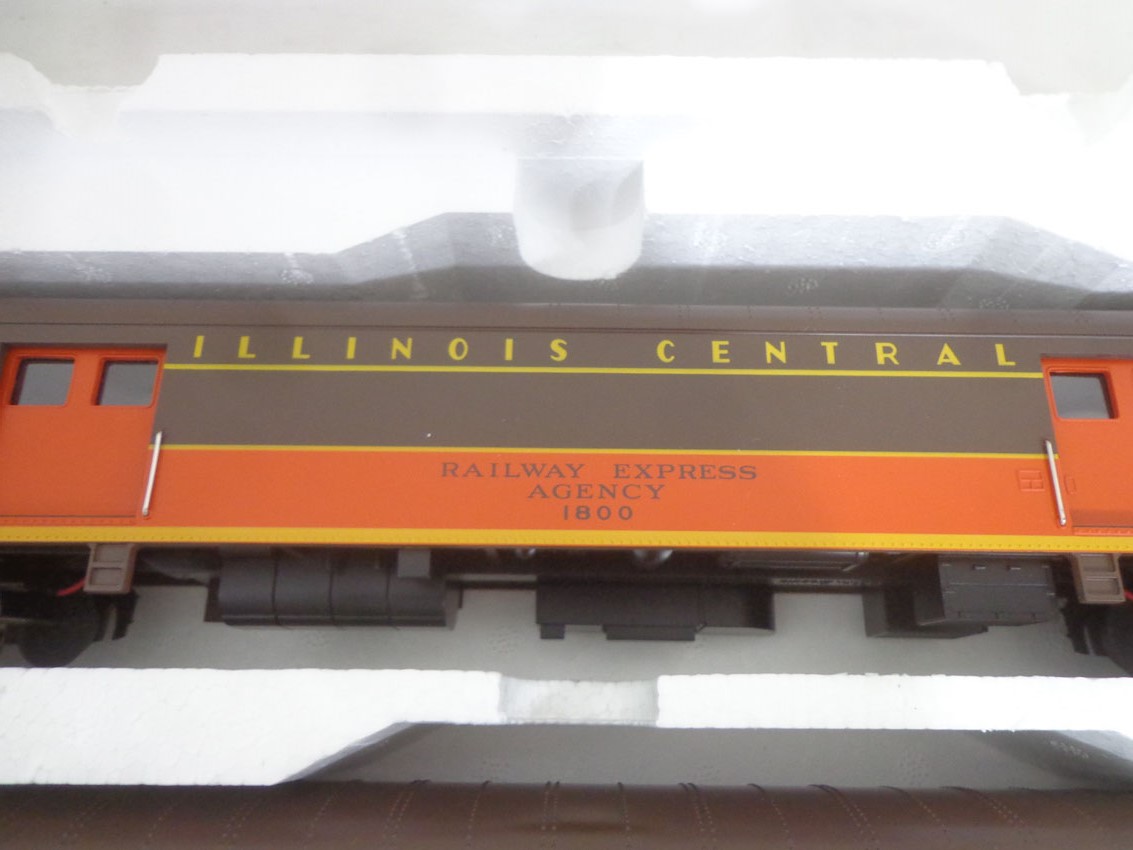 ILLINOIS CENTRAL
RAILWAY EXPRESS
AGENCY
1800